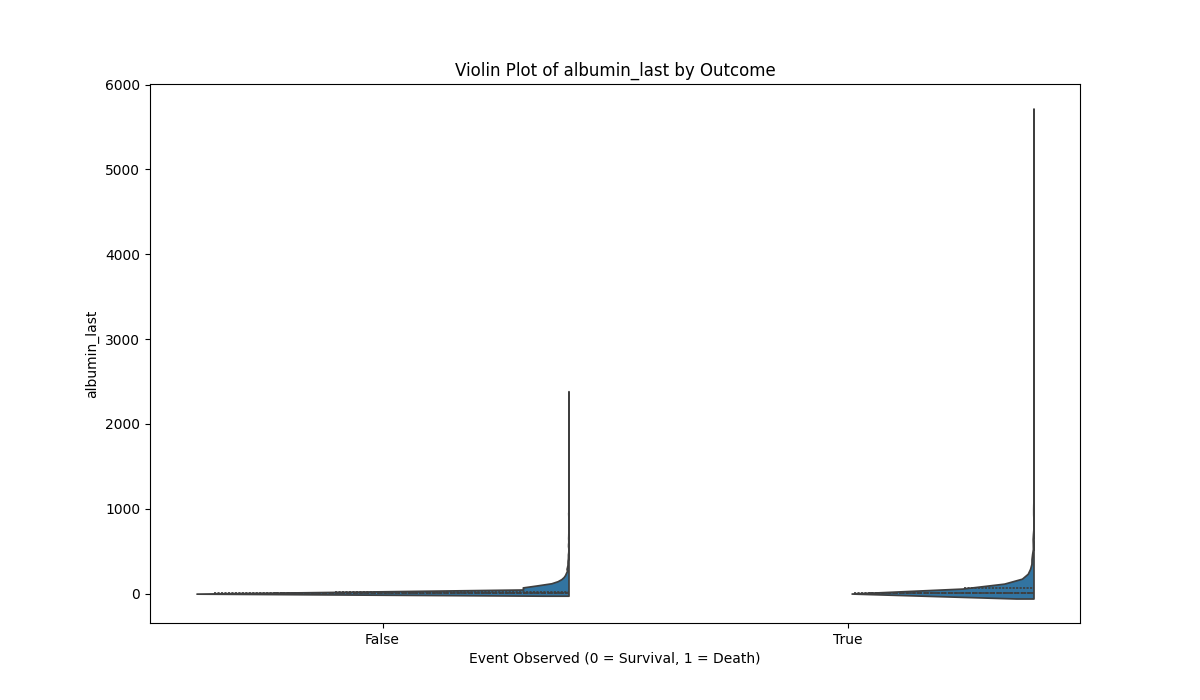 Violin Plot of albumin_last by Outcome
6000
5000
4000
3000
2000
1000
0
albumin_last
False
True
Event Observed (0 = Survival, 1 = Death)